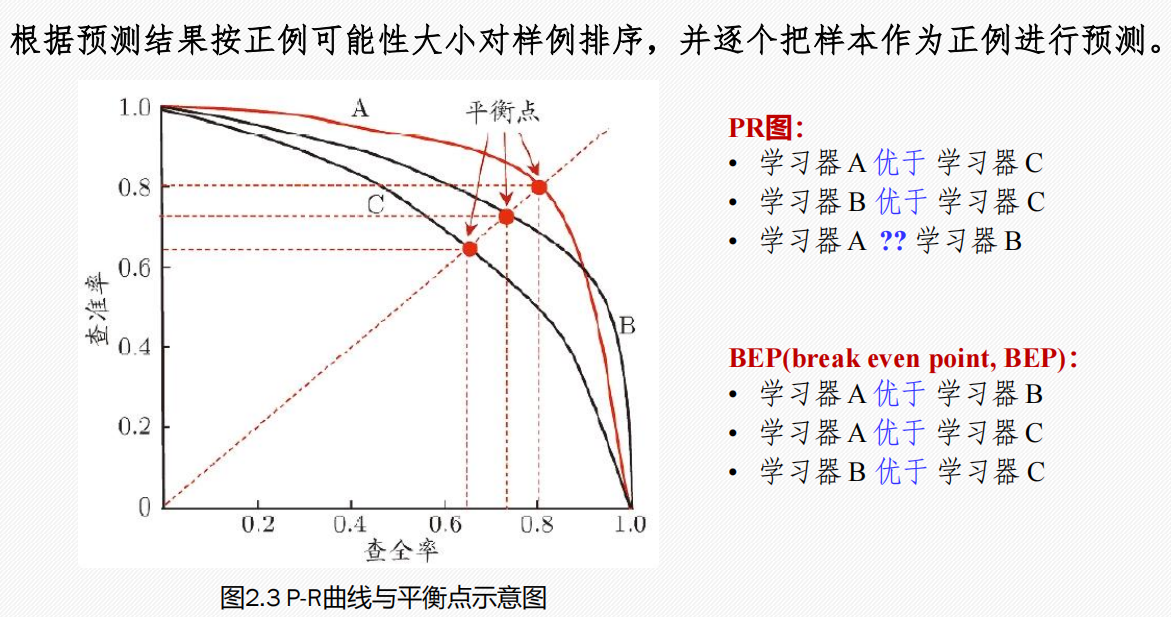 根据预测结果按正例可能性大小对样例排序，并逐个把样本作为正例进行预测。
1.0
A
平衡点
0.8
C
0.6
查准率
B
0.4
0.2
0
0.2
0.4
0.6
0.8
1.0
查全率
图2.3 P-R曲线与平衡点示意图
PR图：
• 学习器 A 优于 学习器 C
• 学习器 B 优于 学习器 C
• 学习器 A ?? 学习器 B
BEP(break even point, BEP)：
• 学习器 A 优于 学习器 B
• 学习器 A 优于 学习器 C
• 学习器 B 优于 学习器 C